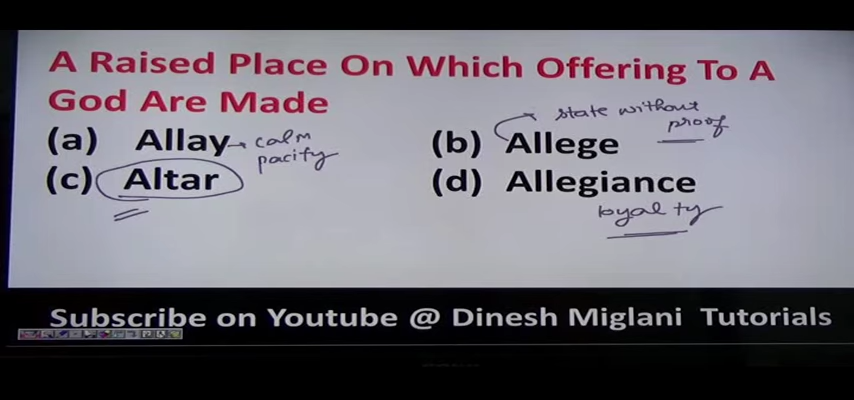 A Raised Place On Which Offering To A
God Are Made
(a) Allay → calm
pacity
(b) Allege → state without
proof
(c) Altar
(d) Allegiance
loyalty
Subscribe on Youtube @ Dinesh Miglani Tutorials